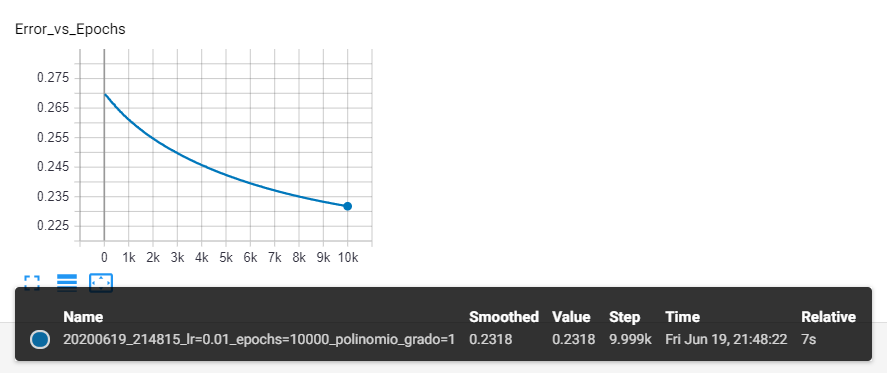 Error_vs_Epochs
0.275
0.265
0.255
0.245
0.235
0.225
0 1k 2k 3k 4k 5k 6k 7k 8k 9k 10k
Name Smoothed Value Step Time Relative
20200619_214815_lr=0.01_epochs=10000_polinomio_grado=1 0.2318 0.2318 9.999k Fri Jun 19, 21:48:22 7s